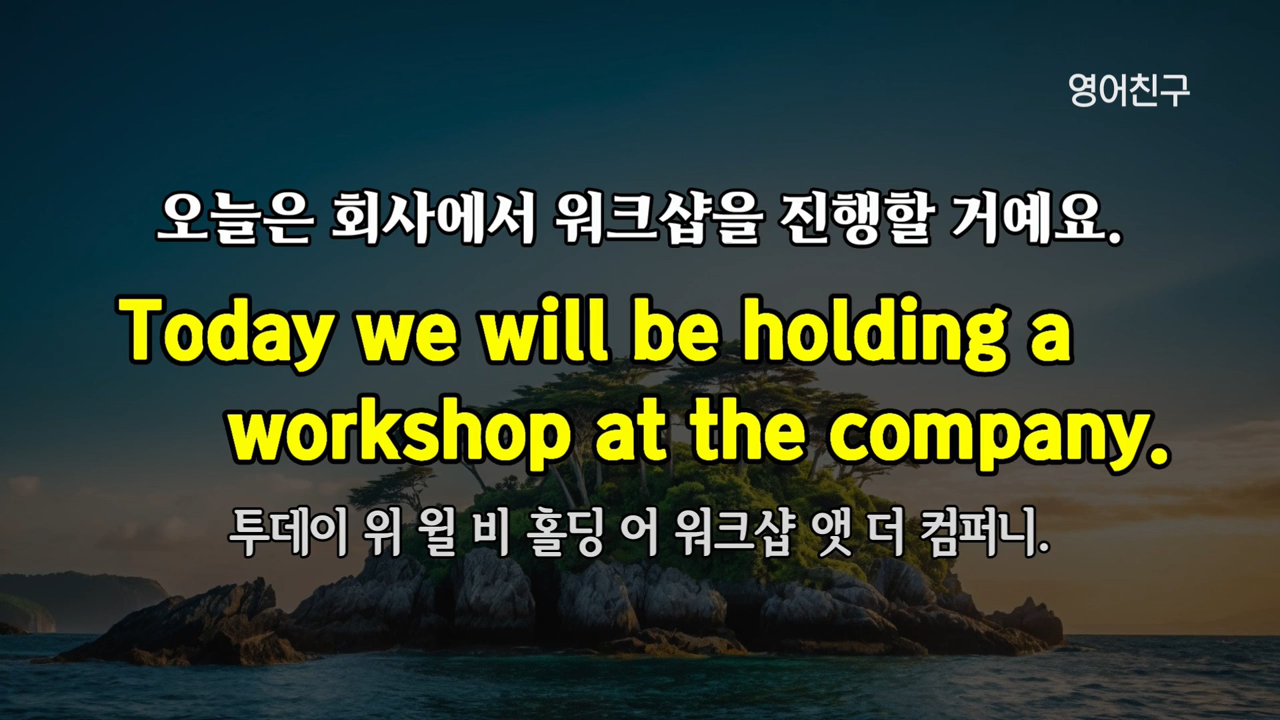 영어친구
오늘은 회사에서 워크샵을 진행할 거예요.
Today we will be holding a
workshop at the company.
투데이 위 윌 비 홀딩 어 워크샵 앳 더 컴퍼니.